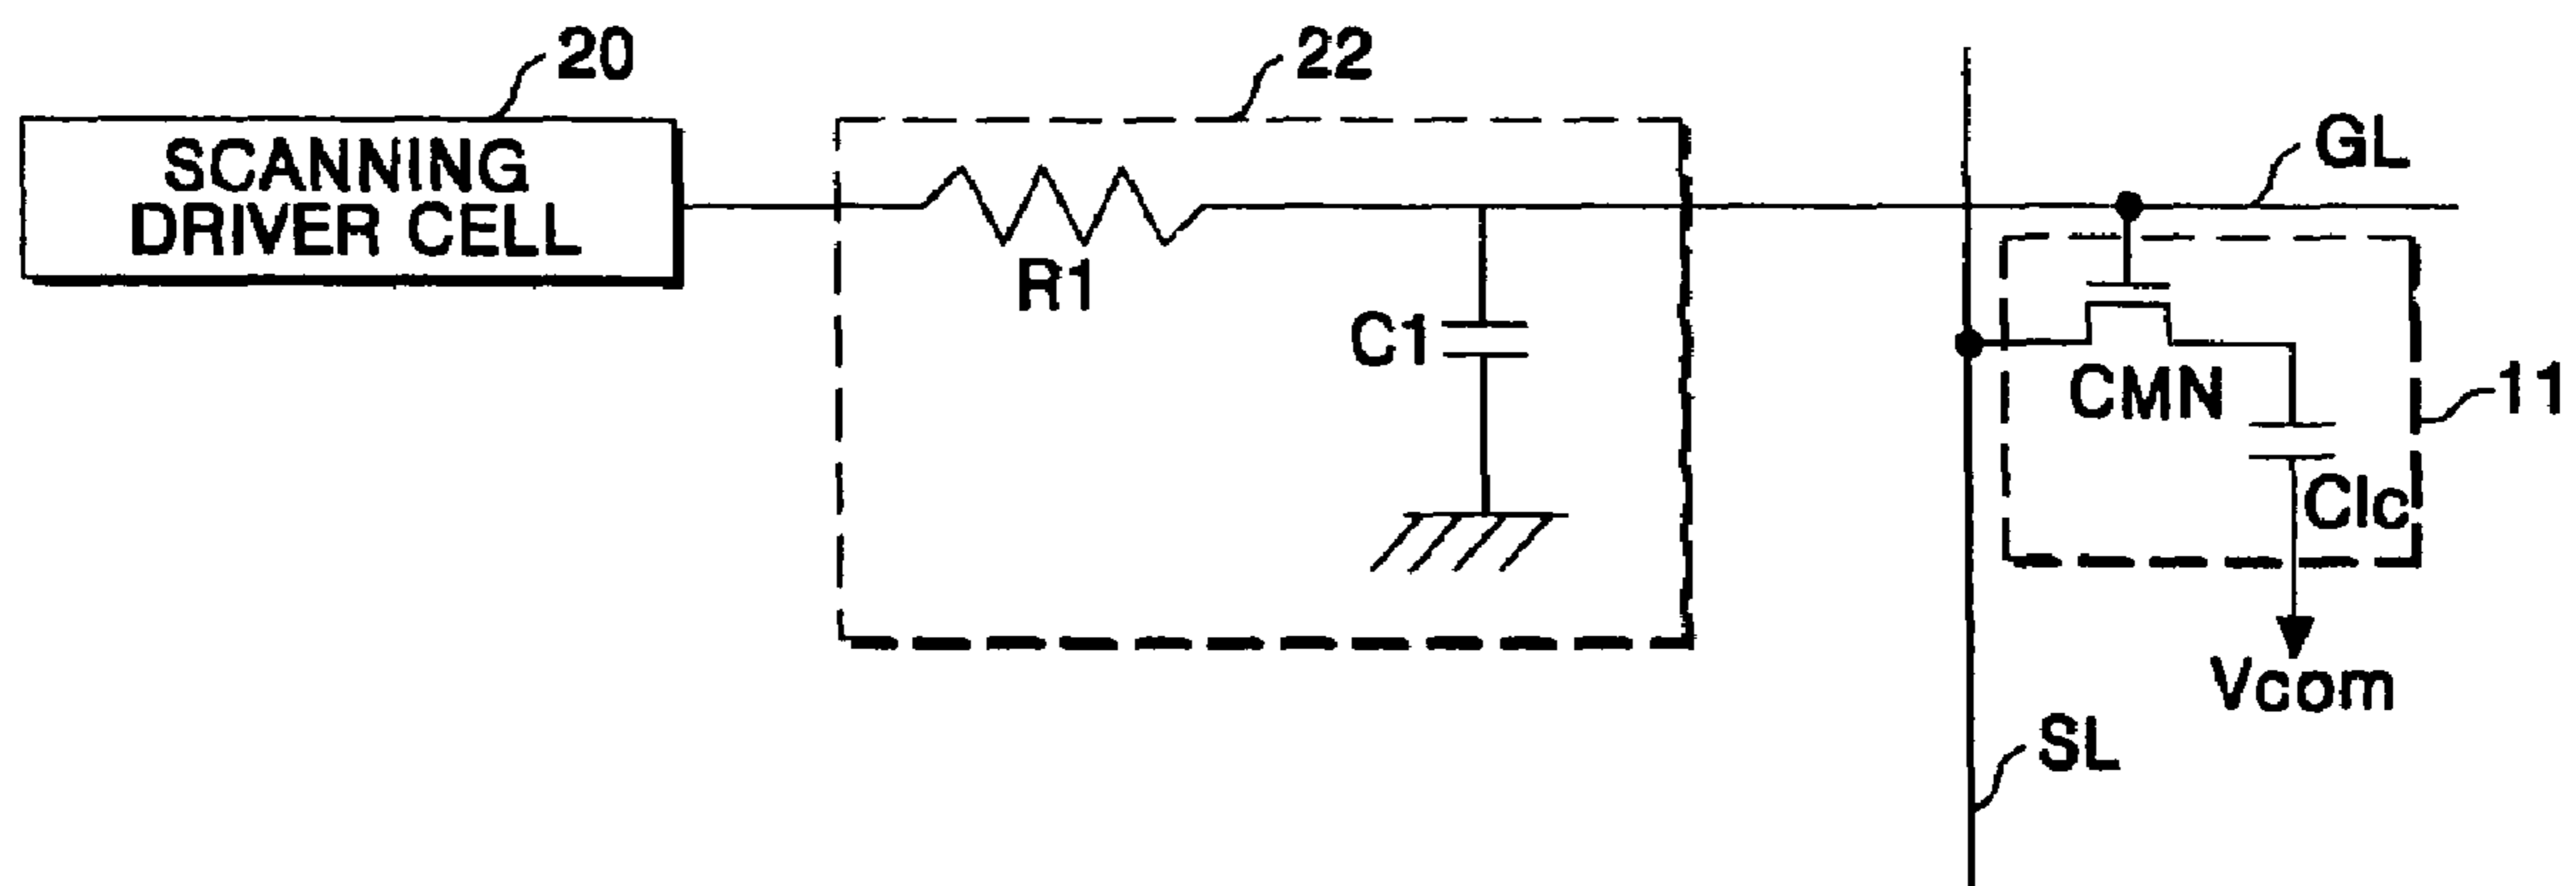 20
22
SCANNING
DRIVER CELL
GL
R1
C1
CMN
11
Clc
Vcom
SL